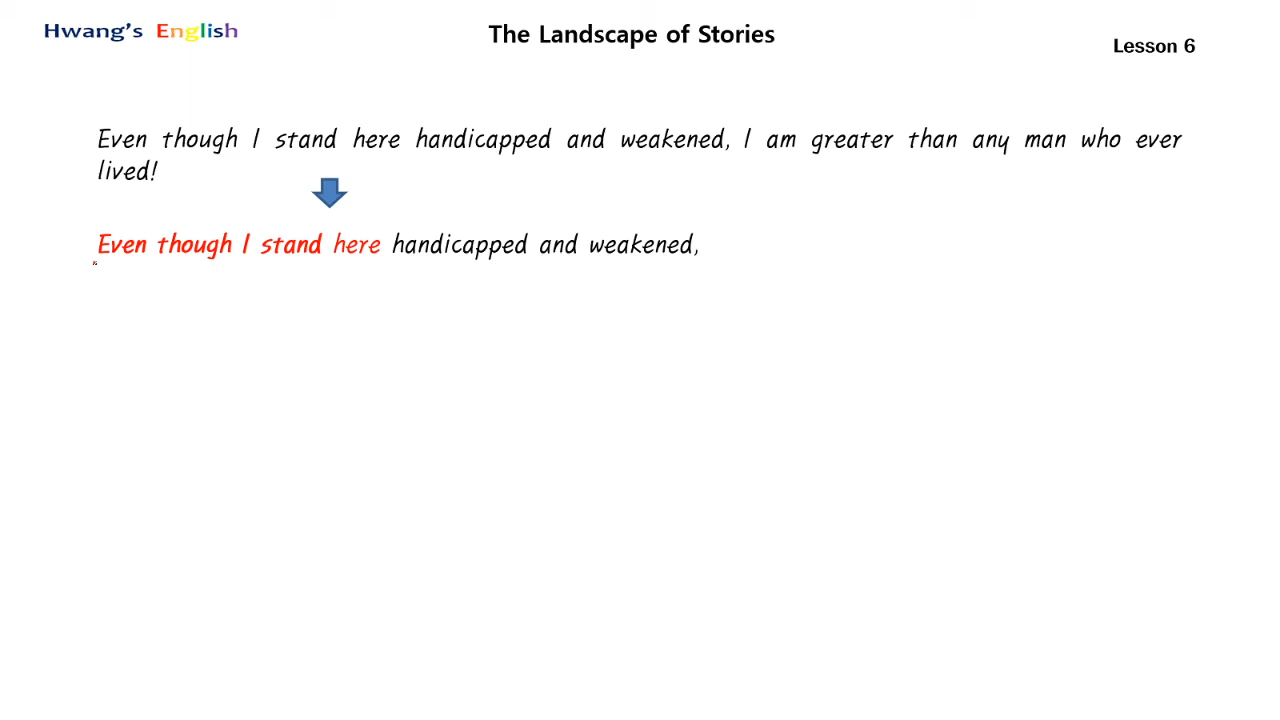 Hwang's English
The Landscape of Stories
Lesson 6
Even though I stand here handicapped and weakened, I am greater than any man who ever
lived!
Even though I stand here handicapped and weakened,